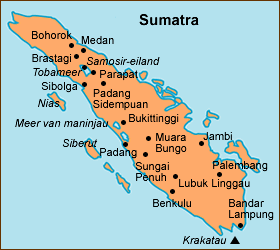 Sumatra
Bohorok
Medan
Brastagi
Samosir-eiland
Tobameer
Parapat
Sibolga
Padang
Sidempuan
Nias
Bukittinggi
Meer van maninjau
Muara
Bungo
Jambi
Siberut
Padang
Sungai
Penuh
Palembang
Lubuk Linggau
Benkulu
Bandar
Lampung
Krakatau